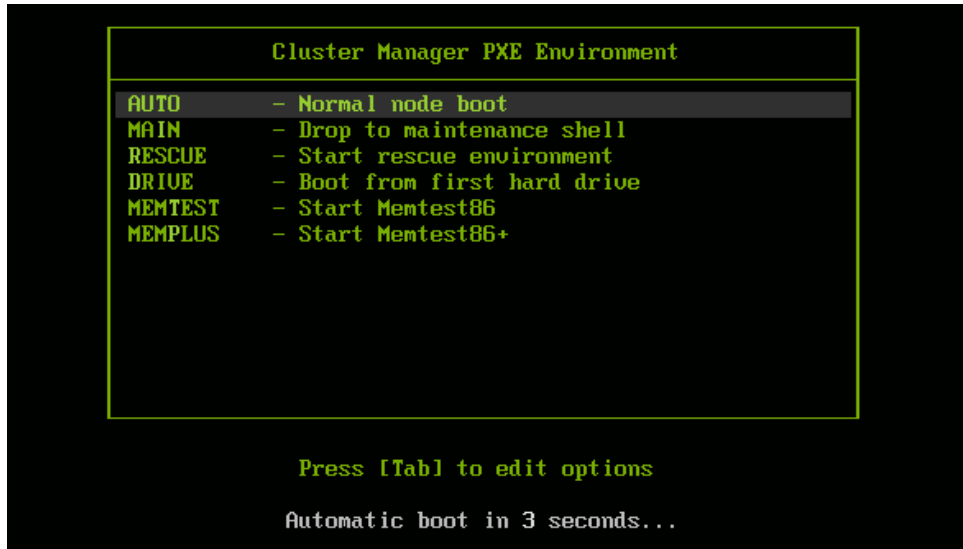 Cluster Manager PXE Environment
AUTO - Normal node boot
MAIN - Drop to maintenance shell
RESCUE - Start rescue environment
DRIVE - Boot from first hard drive
MEMTEST - Start Memtest86
MEMPLUS - Start Memtest86+
Press [Tab] to edit options
Automatic boot in 3 seconds...